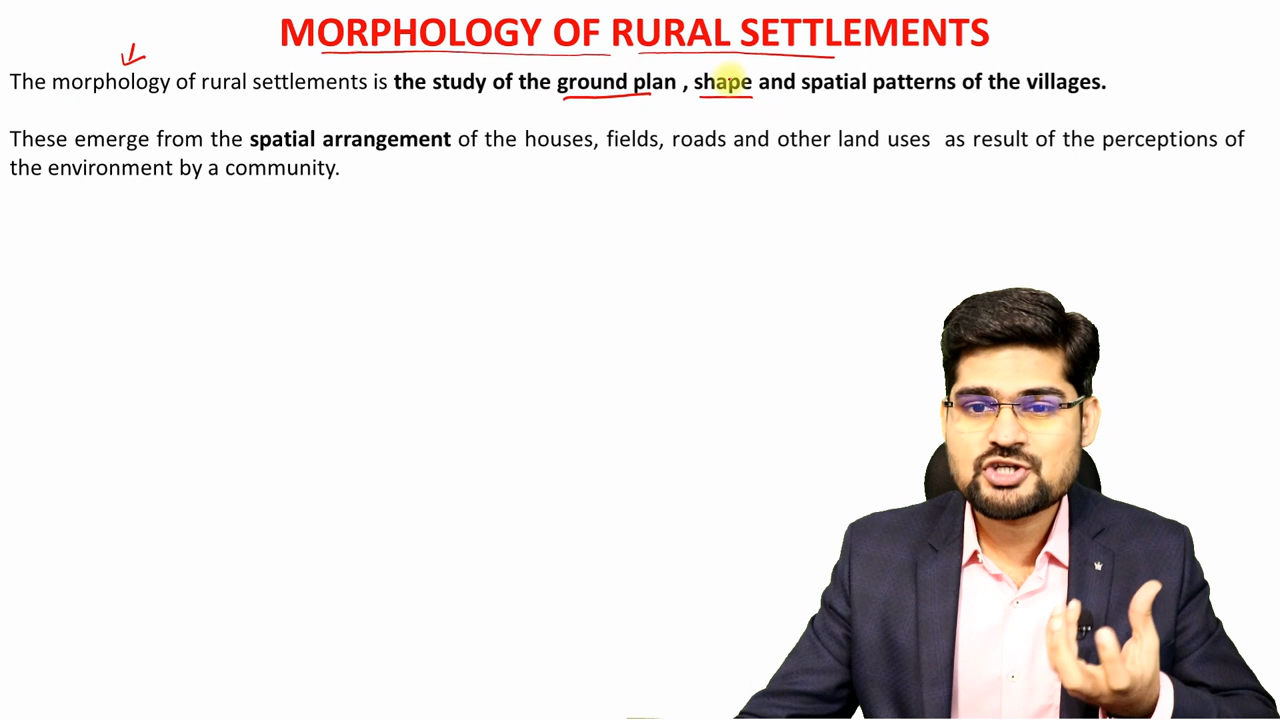 MORPHOLOGY OF RURAL SETTLEMENTS
The morphology of rural settlements is the study of the ground plan , shape and spatial patterns of the villages.
These emerge from the spatial arrangement of the houses, fields, roads and other land uses as result of the perceptions of
the environment by a community.